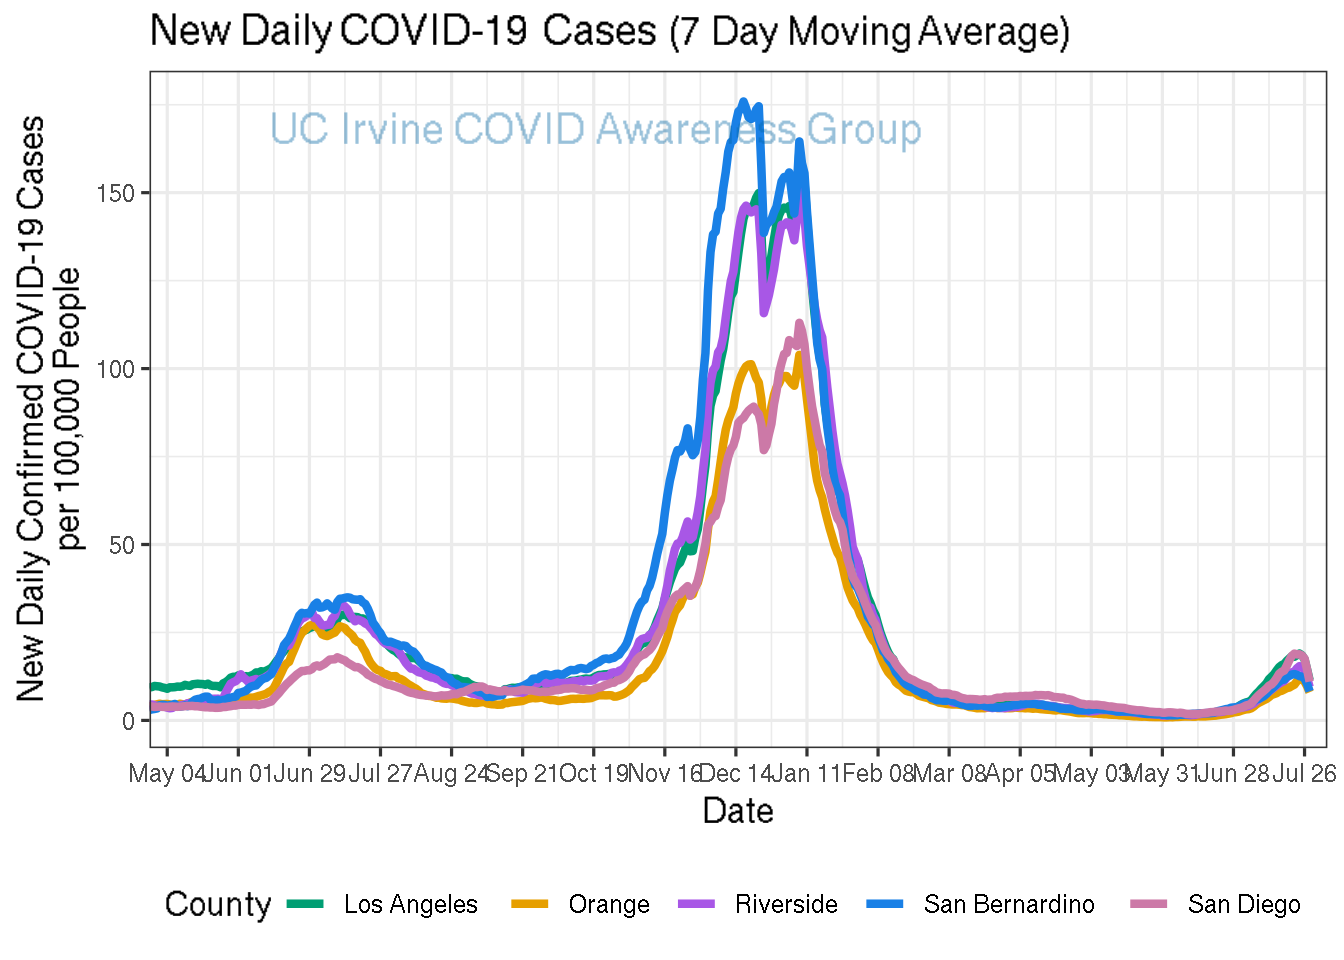 New Daily COVID-19 Cases (7 Day Moving Average)
UC Irvine COVID Awareness Group
New Daily Confirmed COVID-19 Cases
per 100,000 People
150
100
50
0
May 04 Jun 01 Jun 29 Jul 27 Aug 24 Sep 21 Oct 19 Nov 16 Dec 14 Jan 11 Feb 08 Mar 08 Apr 05 May 03 May 31 Jun 28 Jul 26
Date
County Los Angeles Orange Riverside San Bernardino San Diego